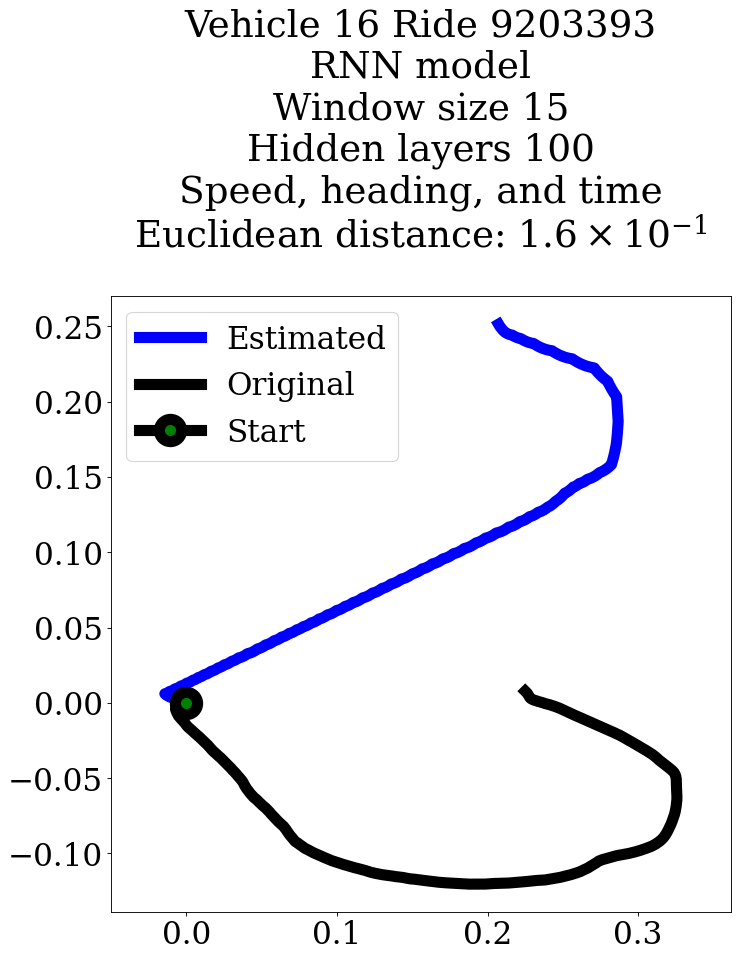 Vehicle 16 Ride 9203393
RNN model
Window size 15
Hidden layers 100
Speed, heading, and time
Euclidean distance: 1.6 × 10⁻¹
Estimated
Original
Start
0.25
0.20
0.15
0.10
0.05
0.00
−0.05
−0.10
0.0 0.1 0.2 0.3